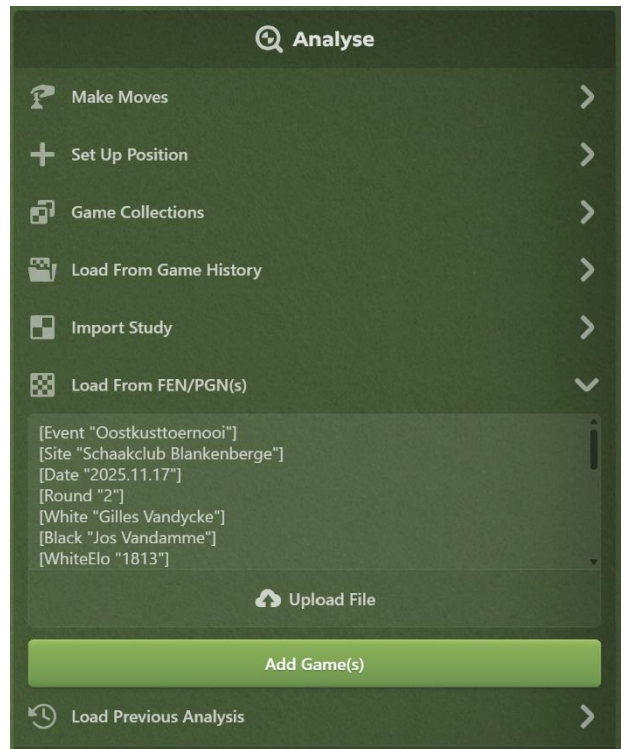 Analyse
Make Moves
Set Up Position
Game Collections
Load From Game History
Import Study
Load From FEN/PGN(s)
[Event "Oostkusttoernooi"]
[Site "Schaakclub Blankenberge"]
[Date "2025.11.17"]
[Round "2"]
[White "Gilles Vandycke"]
[Black "Jos Vandamme"]
[WhiteElo "1813"]
Upload File
Add Game(s)
Load Previous Analysis